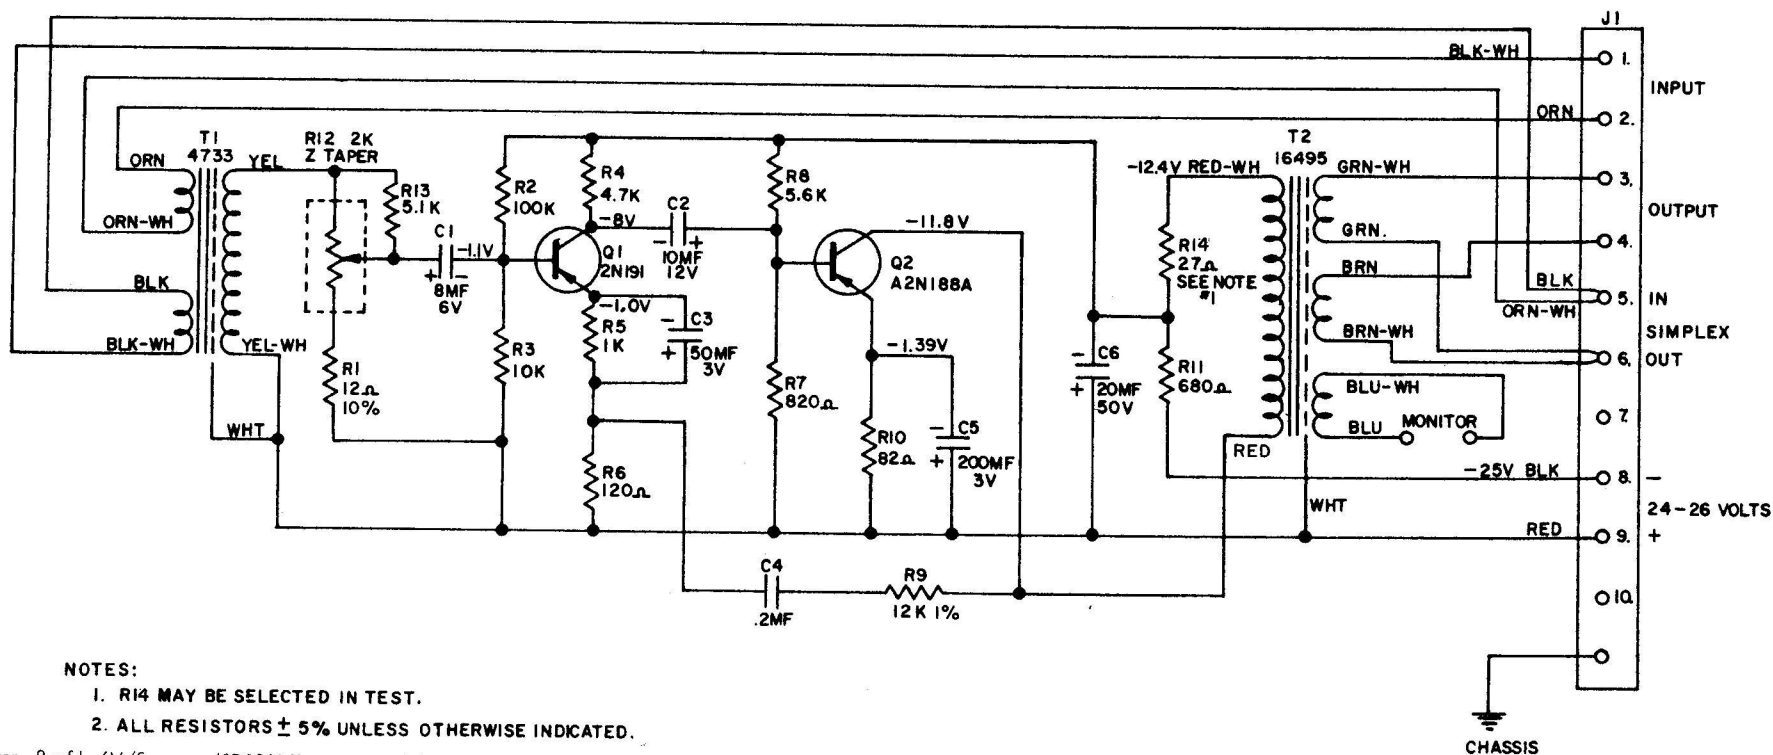 J1
BLK-WH
1.
INPUT
ORN
2.
T1
4733
ORN
YEL
R12 2K
Z TAPER
R13
5.1K
ORN-WH
BLK
BLK-WH
YEL-WH
WHT
R1
12Ω
10%
C1
+ -
8MF
6V
-1.1V
R2
100K
R3
10K
R4
4.7K
-8V
Q1
2N191
-1.0V
R5
1K
-
C3
+
50MF
3V
R6
120Ω
C2
- +
10MF
12V
R8
5.6K
R7
820Ω
-11.8V
Q2
A2N188A
-1.39V
R10
82Ω
-
C5
+
200MF
3V
C4
.2MF
R9
12K 1%
-
C6
+
20MF
50V
-12.4V RED-WH
R14
27Ω
SEE NOTE
#1
R11
680Ω
T2
16495
GRN-WH
3.
OUTPUT
GRN.
4.
BRN
BLK
5. IN
ORN-WH
SIMPLEX
BRN-WH
6. OUT
BLU-WH
7.
BLU
MONITOR
RED
-25V BLK
8. -
WHT
24-26 VOLTS
RED
9. +
10.
CHASSIS
NOTES:
1. R14 MAY BE SELECTED IN TEST.
2. ALL RESISTORS ± 5% UNLESS OTHERWISE INDICATED.